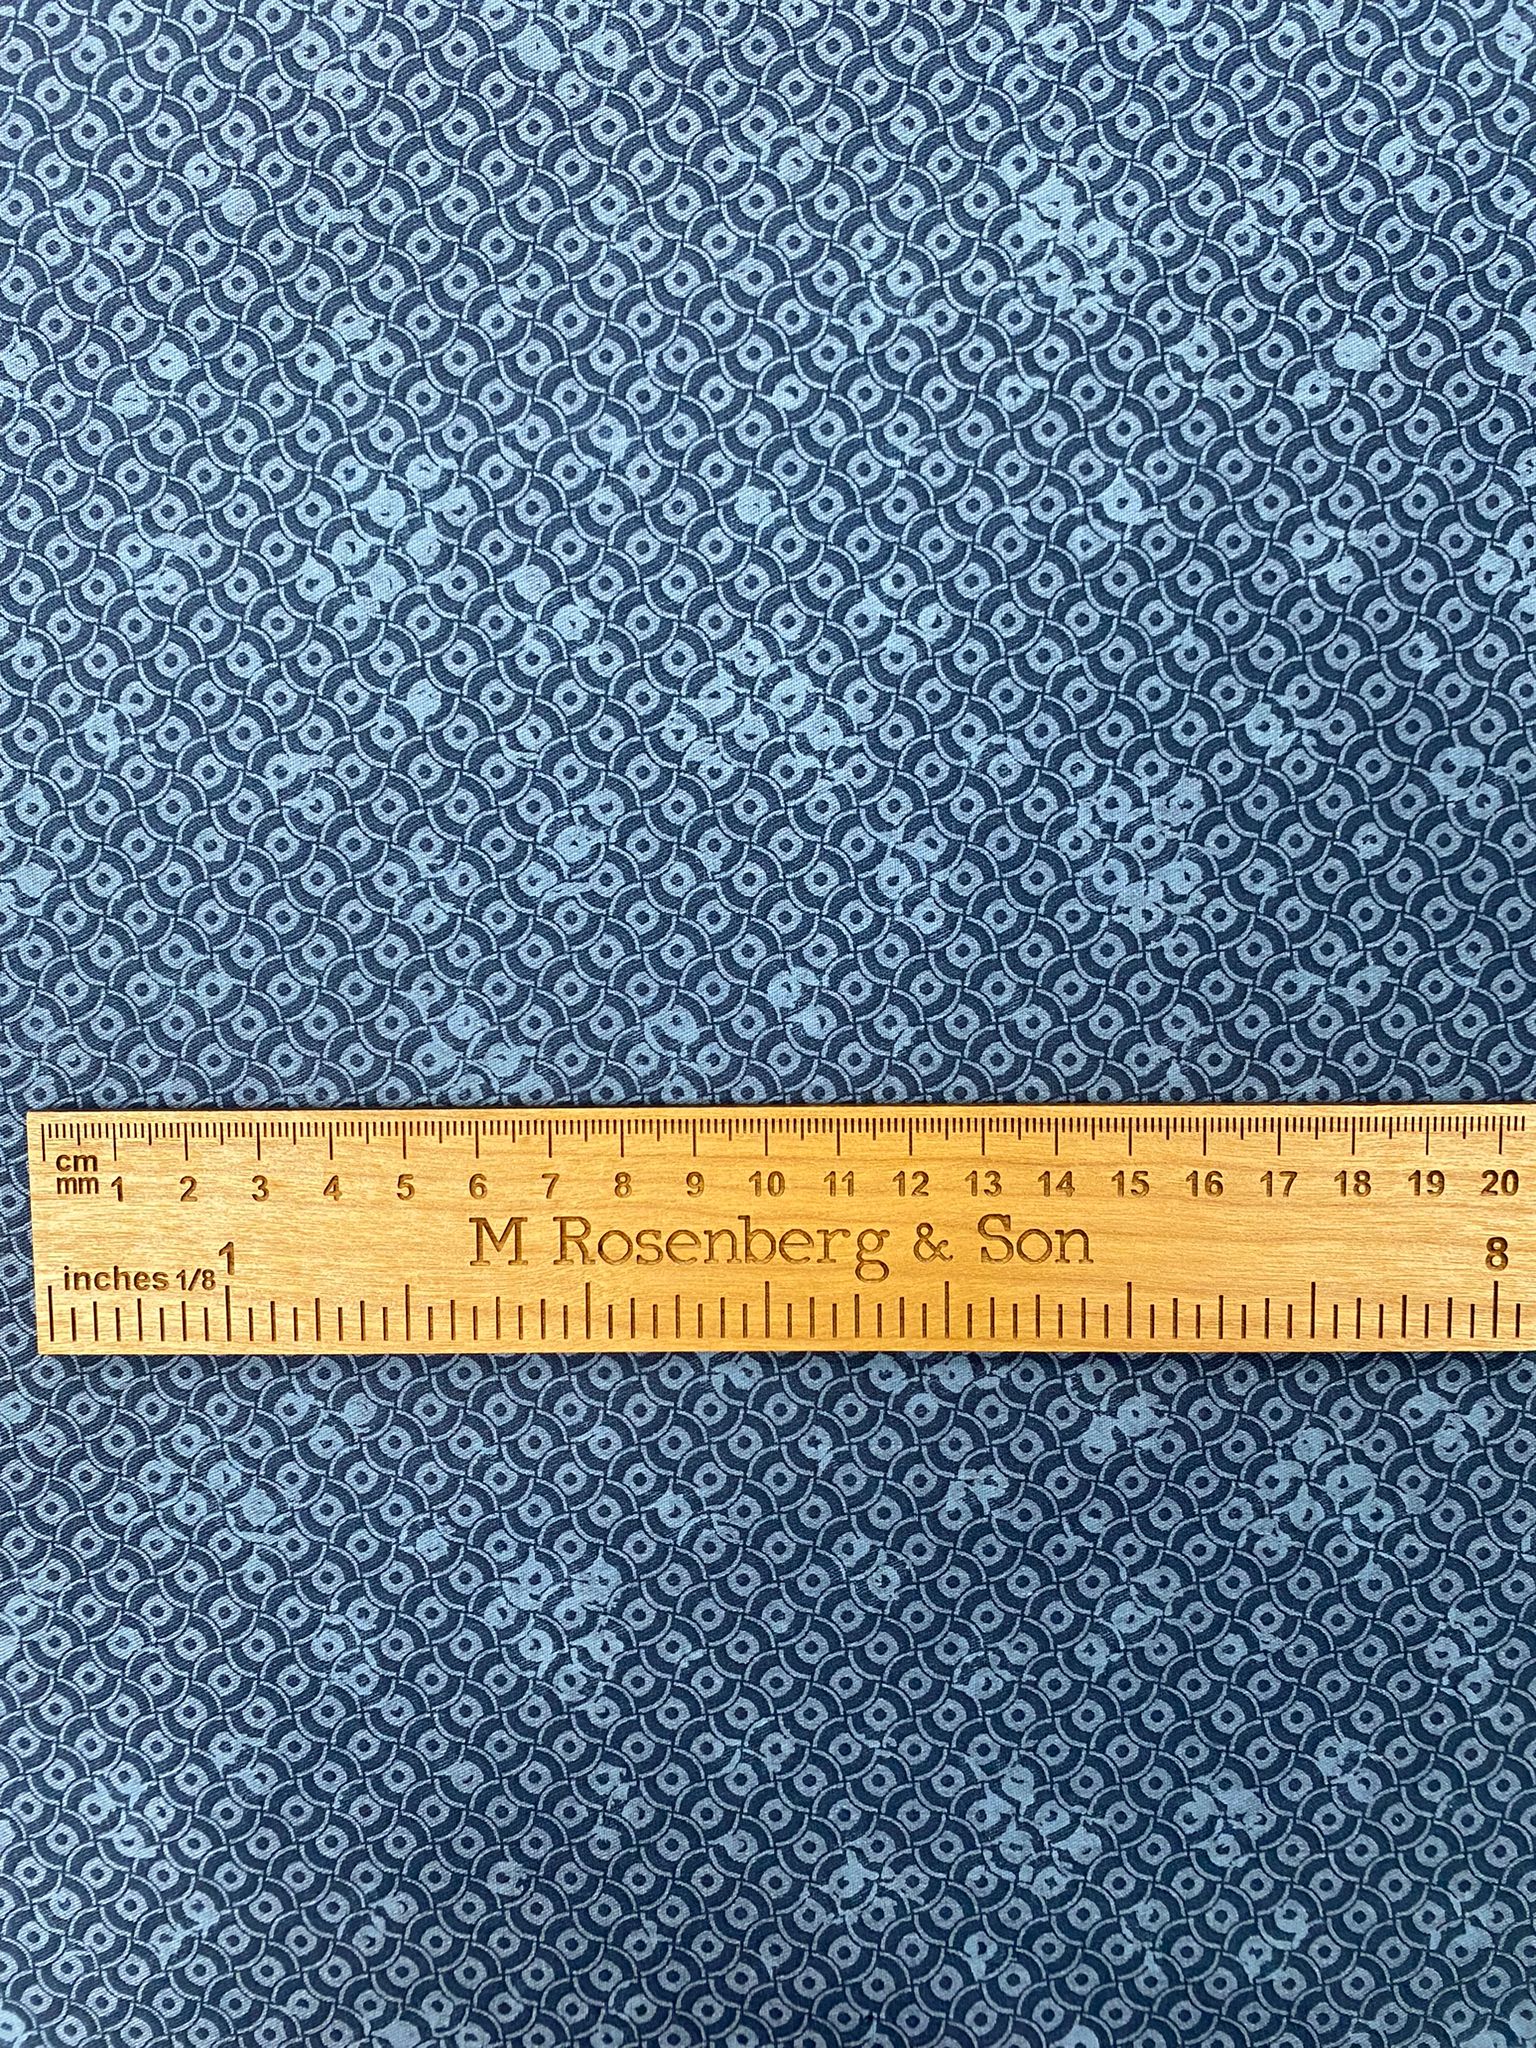 cm
mm 1 2 3 4 5 6 7 8 9 10 11 12 13 14 15 16 17 18 19 20
M Rosenberg & Son
inches 1/8 1 8